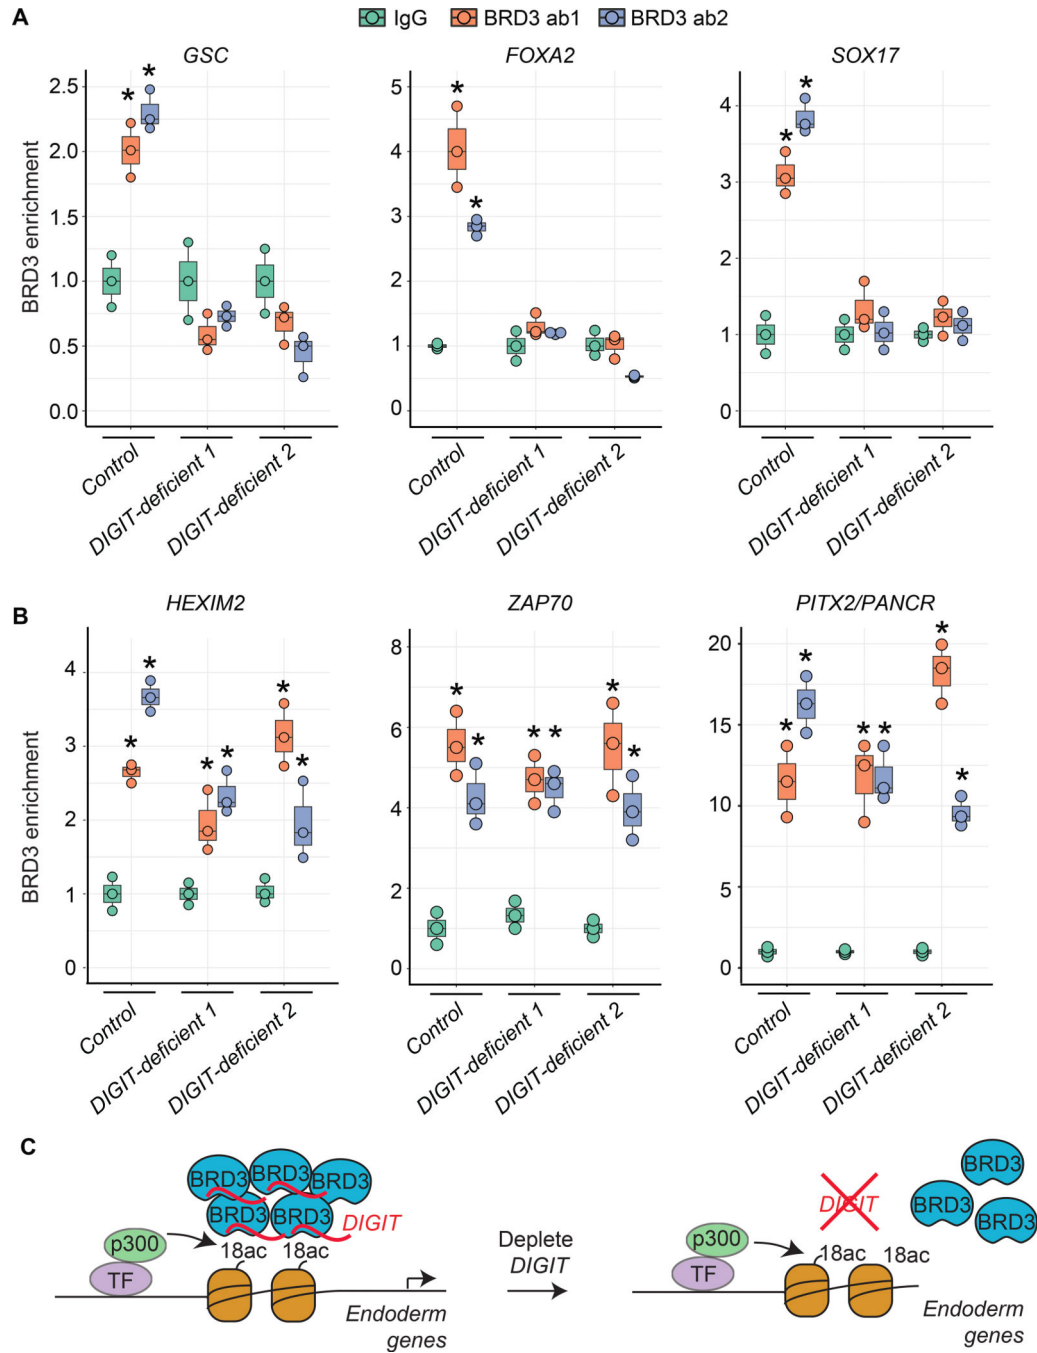 A
IgG BRD3 ab1 BRD3 ab2
GSC FOXA2 SOX17
BRD3 enrichment
2.5
2.0
1.5
1.0
0.5
0.0
* *
Control
DIGIT-deficient 1
DIGIT-deficient 2
5
4
3
2
1
0
* *
Control
DIGIT-deficient 1
DIGIT-deficient 2
4
3
2
1
0
* *
Control
DIGIT-deficient 1
DIGIT-deficient 2
B
HEXIM2 ZAP70 PITX2/PANCR
BRD3 enrichment
4
3
2
1
0
* * * * * *
Control
DIGIT-deficient 1
DIGIT-deficient 2
8
6
4
2
0
* * * * * *
Control
DIGIT-deficient 1
DIGIT-deficient 2
20
15
10
5
0
* * * * * *
Control
DIGIT-deficient 1
DIGIT-deficient 2
C
BRD3 BRD3 BRD3
BRD3 BRD3 DIGIT
p300
TF
18ac 18ac
Endoderm
genes
Deplete
DIGIT
DIGIT
BRD3
BRD3
BRD3
p300
TF
18ac 18ac
Endoderm
genes